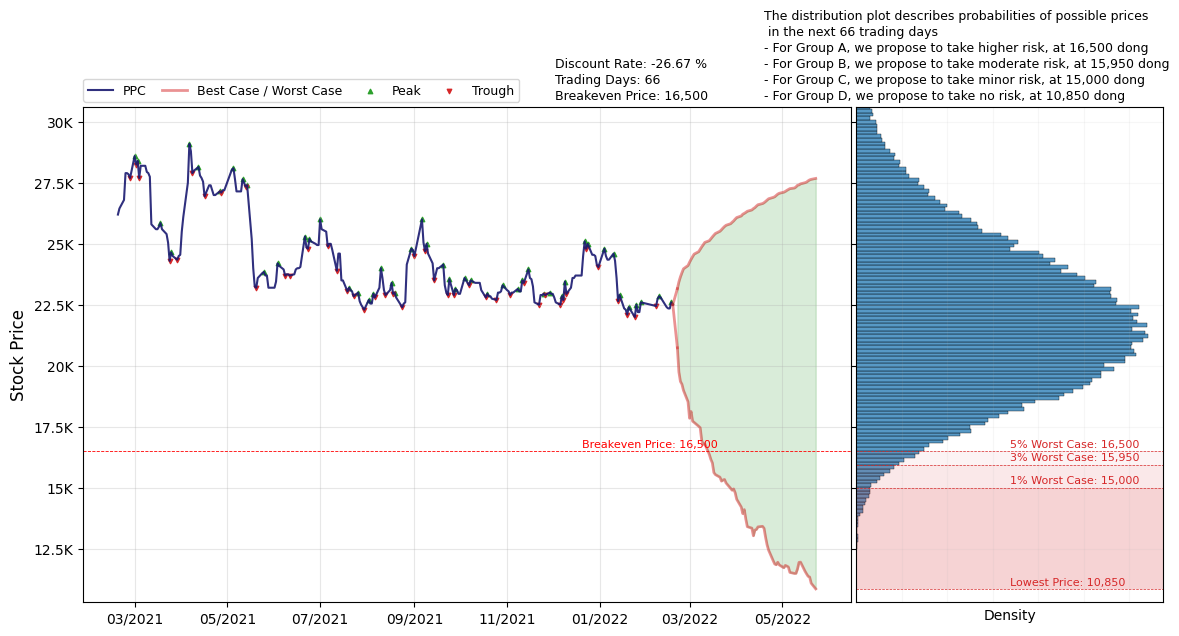 The distribution plot describes probabilities of possible prices
in the next 66 trading days
- For Group A, we propose to take higher risk, at 16,500 dong
- For Group B, we propose to take moderate risk, at 15,950 dong
- For Group C, we propose to take minor risk, at 15,000 dong
- For Group D, we propose to take no risk, at 10,850 dong
Discount Rate: -26.67 %
Trading Days: 66
Breakeven Price: 16,500
PPC
Best Case / Worst Case
Peak
Trough
30K
27.5K
25K
22.5K
20K
17.5K
15K
12.5K
Stock Price
Breakeven Price: 16,500
5% Worst Case: 16,500
3% Worst Case: 15,950
1% Worst Case: 15,000
Lowest Price: 10,850
03/2021
05/2021
07/2021
09/2021
11/2021
01/2022
03/2022
05/2022
Density